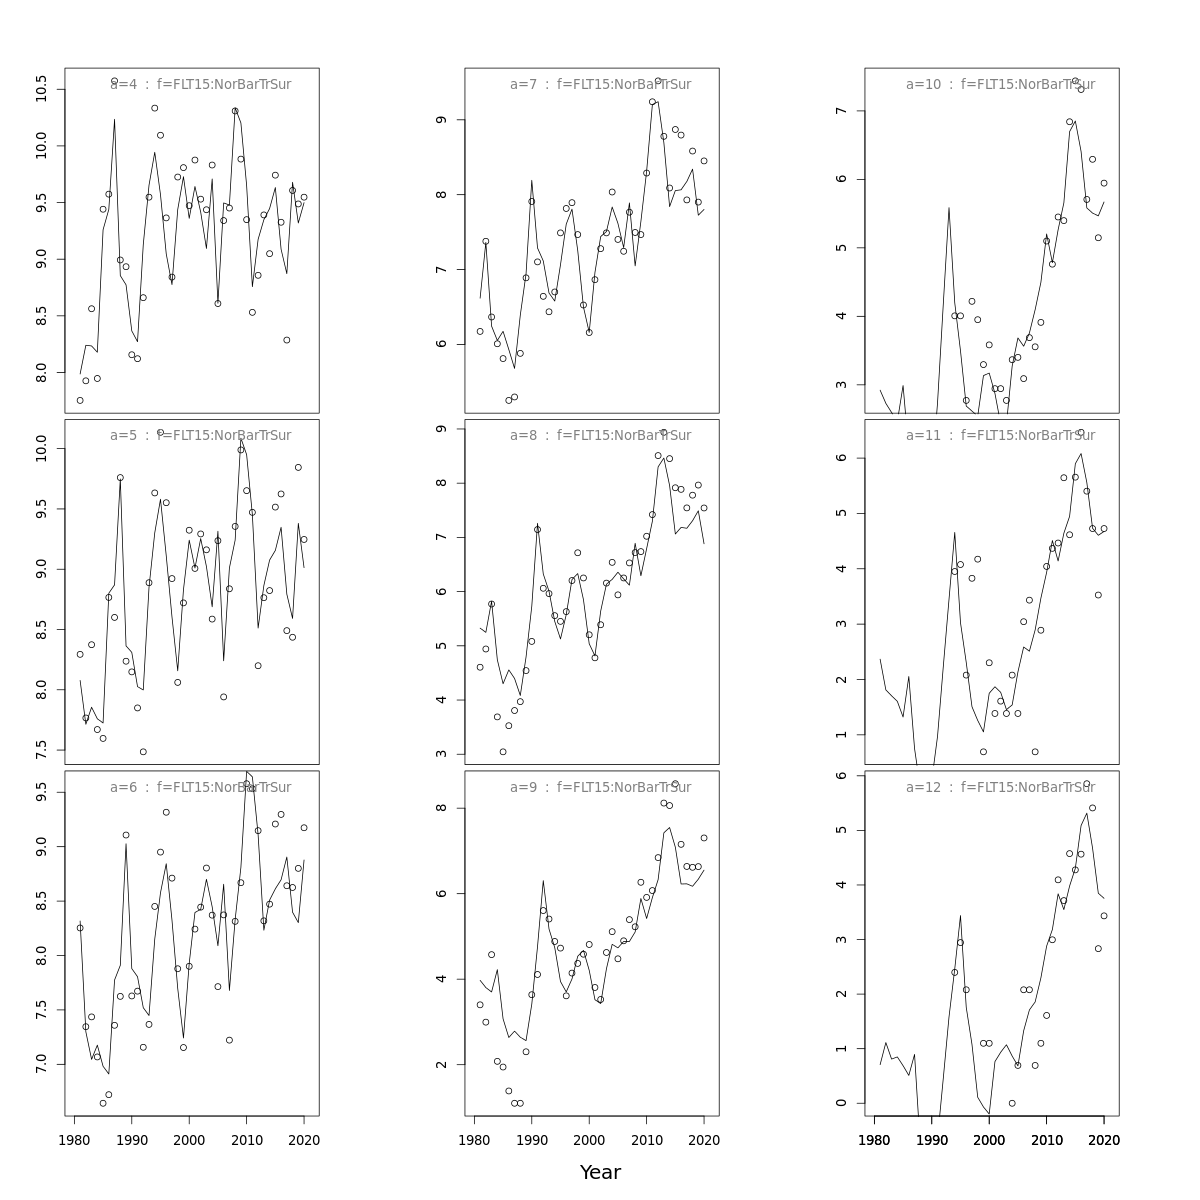 a=4 : f=FLT15:NorBarTrSur
8.0 8.5 9.0 9.5 10.0 10.5
a=7 : f=FLT15:NorBarTrSur
6 7 8 9
a=10 : f=FLT15:NorBarTrSur
3 4 5 6 7
a=5 : f=FLT15:NorBarTrSur
7.5 8.0 8.5 9.0 9.5 10.0
a=8 : f=FLT15:NorBarTrSur
3 4 5 6 7 8 9
a=11 : f=FLT15:NorBarTrSur
1 2 3 4 5 6
a=6 : f=FLT15:NorBarTrSur
7.0 7.5 8.0 8.5 9.0 9.5
a=9 : f=FLT15:NorBarTrSur
2 4 6 8
a=12 : f=FLT15:NorBarTrSur
0 1 2 3 4 5 6
1980 1990 2000 2010 2020
1980 1990 2000 2010 2020
1980 1990 2000 2010 2020
Year